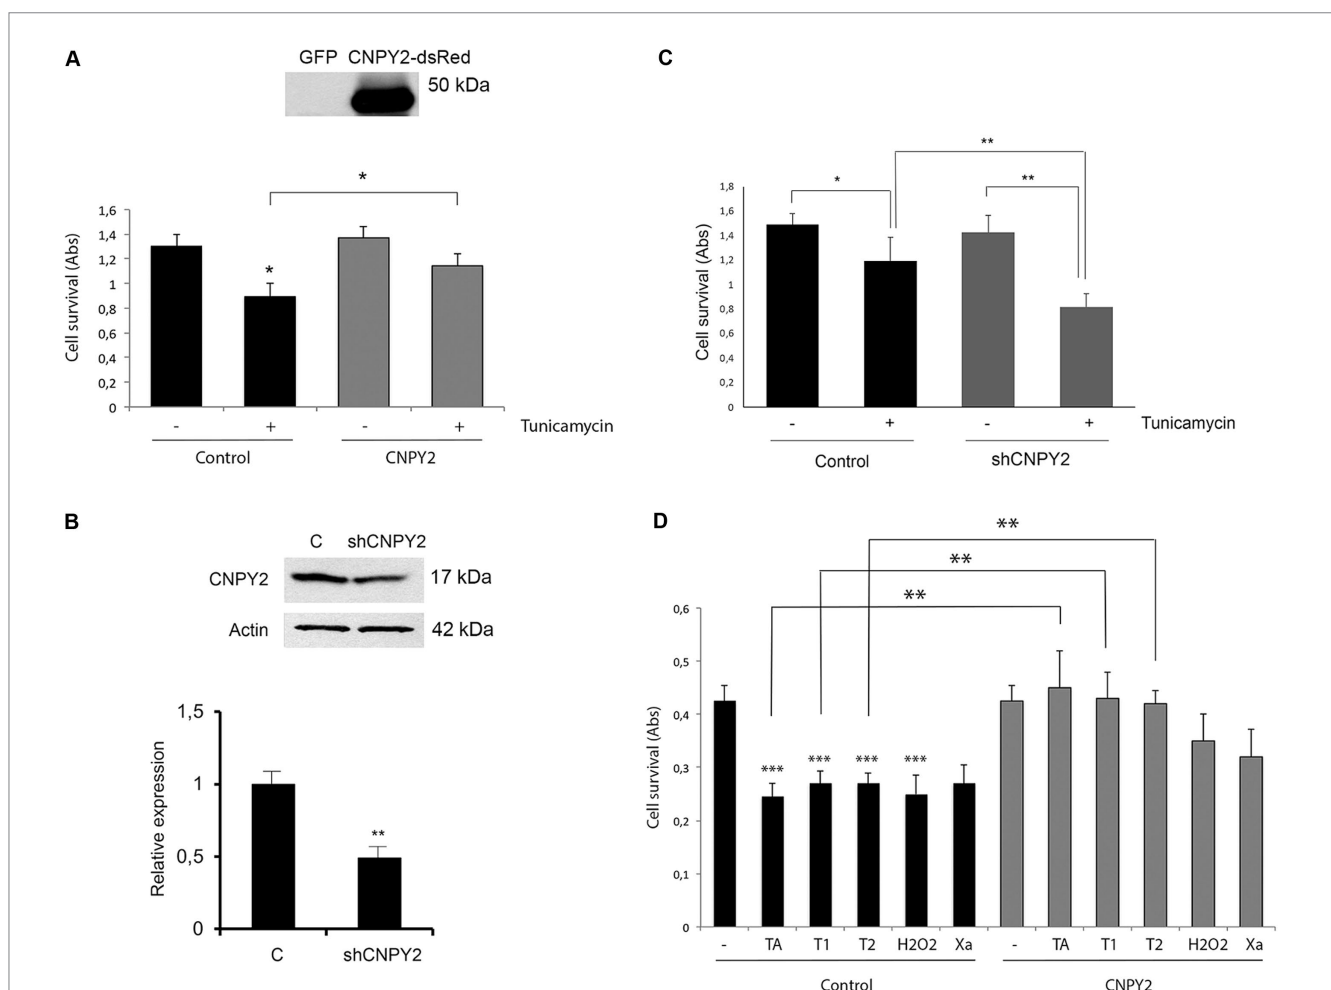 A
GFP CNPY2-dsRed
50 kDa
*
1,6
1,4
1,2
1
0,8
0,6
0,4
0,2
0
Cell survival (Abs)
*
- + - + Tunicamycin
Control CNPY2
C
**
*
**
1,8
1,6
1,4
1,2
1
0,8
0,6
0,4
0,2
0
Cell survival (Abs)
- + - + Tunicamycin
Control shCNPY2
B
C shCNPY2
CNPY2 17 kDa
Actin 42 kDa
1,5
1
0,5
0
Relative expression
**
C shCNPY2
D
**
**
**
0,6
0,5
0,4
0,3
0,2
0,1
0
Cell survival (Abs)
*** *** *** ***
- TA T1 T2 H2O2 Xa - TA T1 T2 H2O2 Xa
Control CNPY2